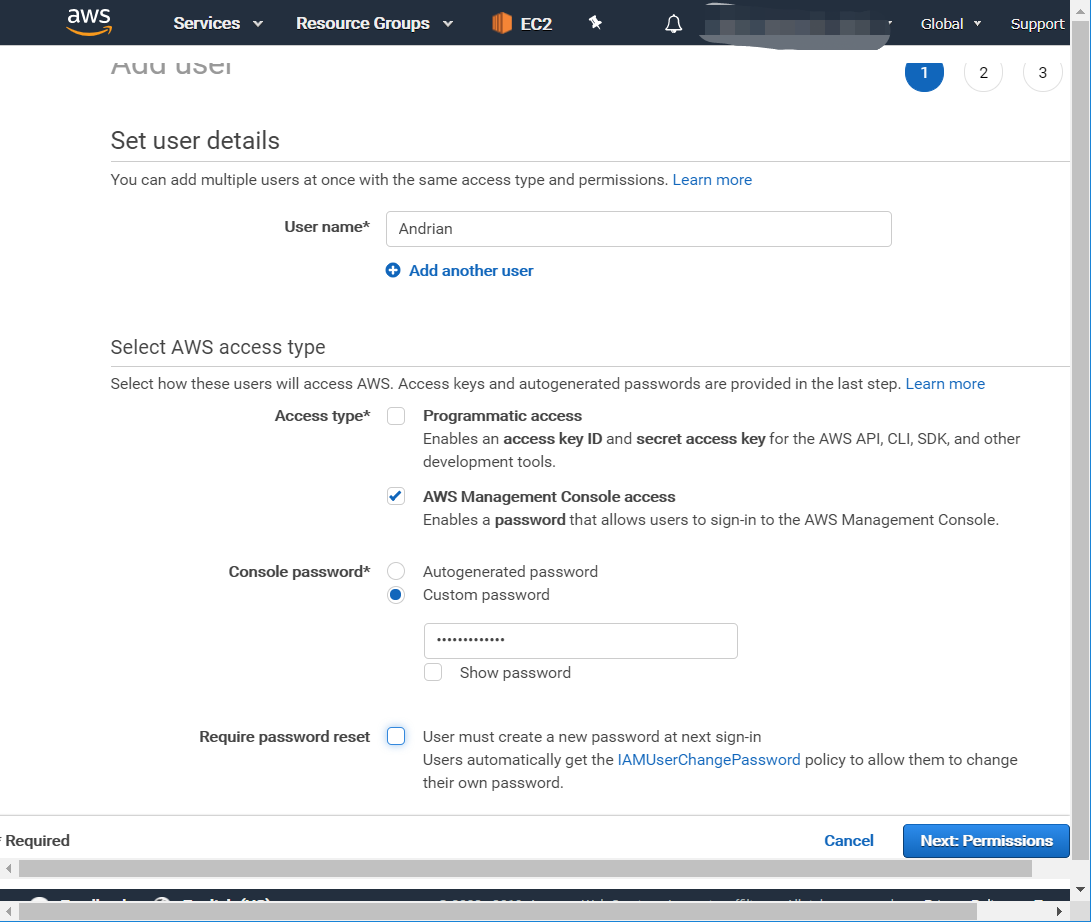 aws Services Resource Groups EC2 Global Support
Add user 1 2 3
Set user details
You can add multiple users at once with the same access type and permissions. Learn more
User name* Andrian
Add another user
Select AWS access type
Select how these users will access AWS. Access keys and autogenerated passwords are provided in the last step. Learn more
Access type* Programmatic access
Enables an access key ID and secret access key for the AWS API, CLI, SDK, and other
development tools.
AWS Management Console access
Enables a password that allows users to sign-in to the AWS Management Console.
Console password* Autogenerated password
Custom password
•••••••••••••
Show password
Require password reset User must create a new password at next sign-in
Users automatically get the IAMUserChangePassword policy to allow them to change
their own password.
* Required Cancel Next: Permissions